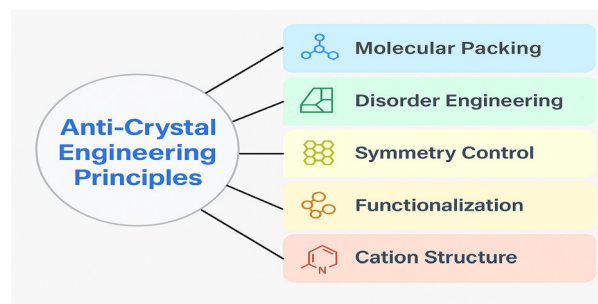 Anti-Crystal
Engineering
Principles
Molecular Packing
Disorder Engineering
Symmetry Control
Functionalization
Cation Structure
N